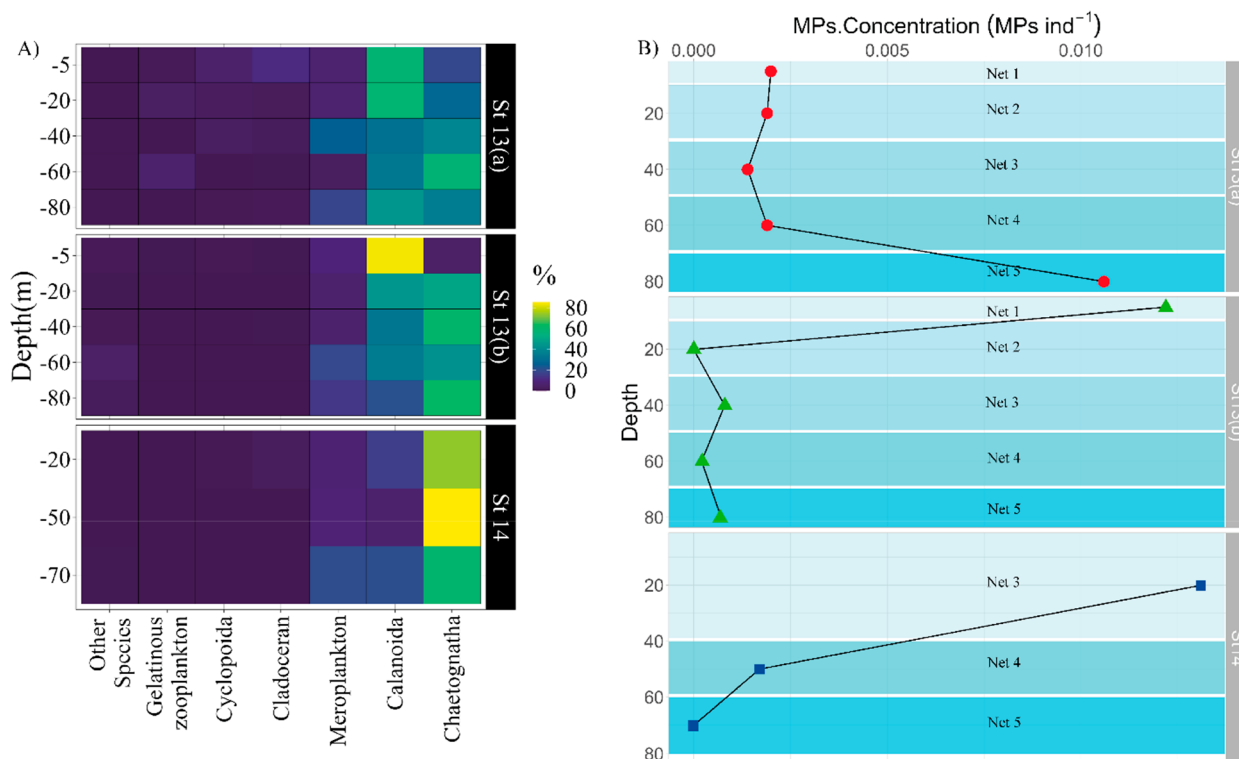 A)
-5
-20
-40
-60
-80
St 13(a)
-5
-20
-40
-60
-80
St 13(b)
-20
-50
-70
St 14
Depth(m)
%
80
60
40
20
0
Other
Species
Gelatinous
zooplankton
Cyclopoida
Cladoceran
Meroplankton
Calanoida
Chaetognatha
B)
MPs.Concentration (MPs ind⁻¹)
0.000
0.005
0.010
Net 1
20
Net 2
40
Net 3
60
Net 4
80
Net 5
St13(a)
Net 1
20
Net 2
40
Net 3
60
Net 4
80
Net 5
St13(b)
Depth
20
Net 3
40
Net 4
60
Net 5
80
St14